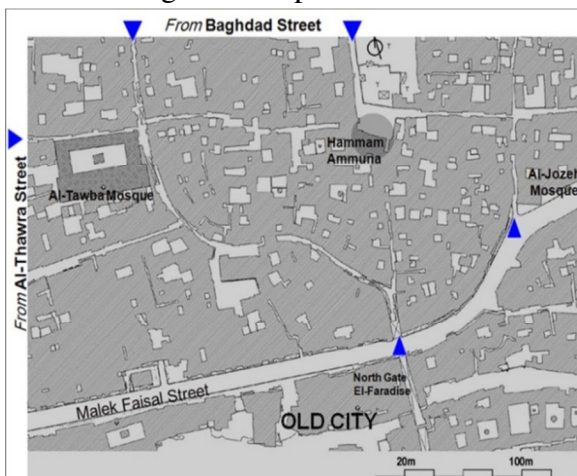 From Baghdad Street
From Al-Thawra Street
Hammam
Ammuna
Al-Jozeh
Mosque
Al-Tawba Mosque
North Gate
El-Faradise
Malek Faisal Street
OLD CITY
20m
100m